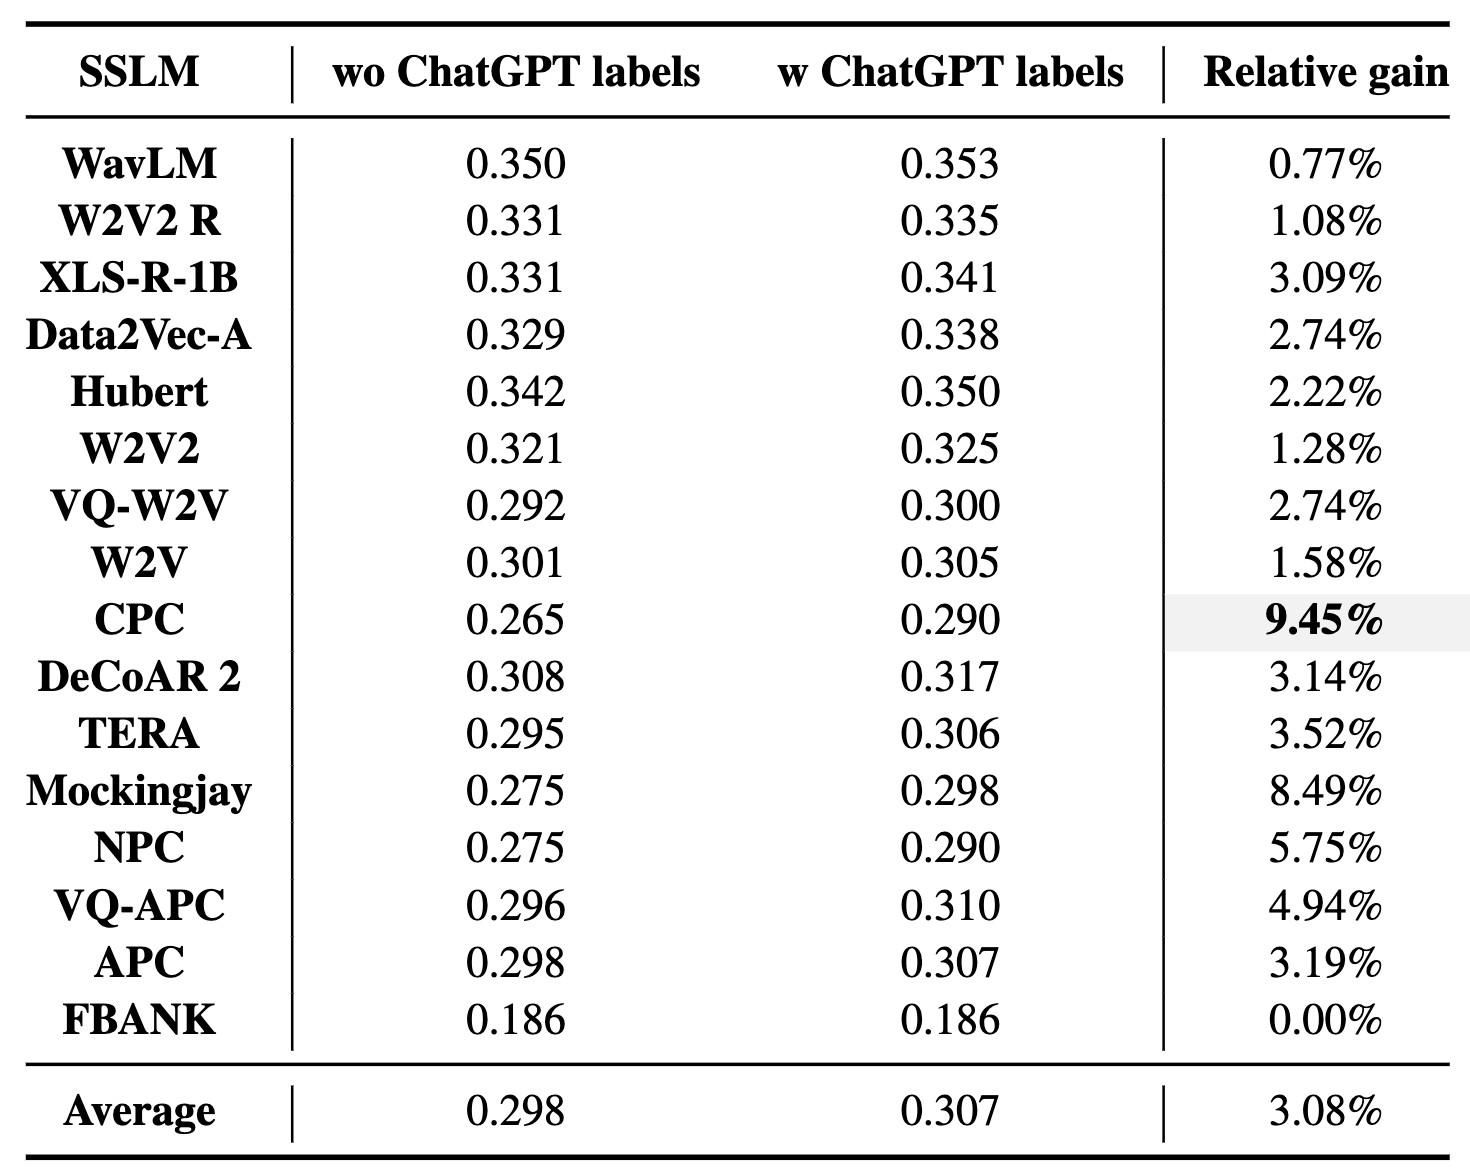 SSLM wo ChatGPT labels w ChatGPT labels Relative gain
WavLM 0.350 0.353 0.77%
W2V2 R 0.331 0.335 1.08%
XLS-R-1B 0.331 0.341 3.09%
Data2Vec-A 0.329 0.338 2.74%
Hubert 0.342 0.350 2.22%
W2V2 0.321 0.325 1.28%
VQ-W2V 0.292 0.300 2.74%
W2V 0.301 0.305 1.58%
CPC 0.265 0.290 9.45%
DeCoAR 2 0.308 0.317 3.14%
TERA 0.295 0.306 3.52%
Mockingjay 0.275 0.298 8.49%
NPC 0.275 0.290 5.75%
VQ-APC 0.296 0.310 4.94%
APC 0.298 0.307 3.19%
FBANK 0.186 0.186 0.00%
Average 0.298 0.307 3.08%